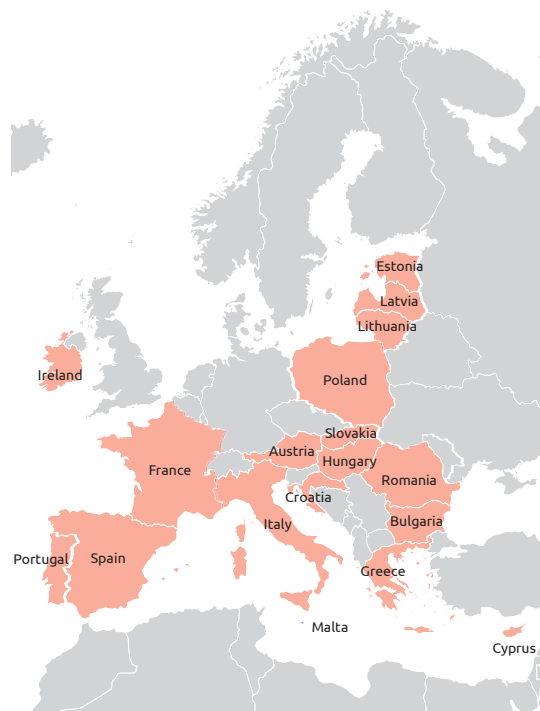 Estonia
Latvia
Lithuania
Ireland
Poland
Slovakia
Austria
Hungary
France
Romania
Croatia
Italy
Bulgaria
Portugal
Spain
Greece
Malta
Cyprus